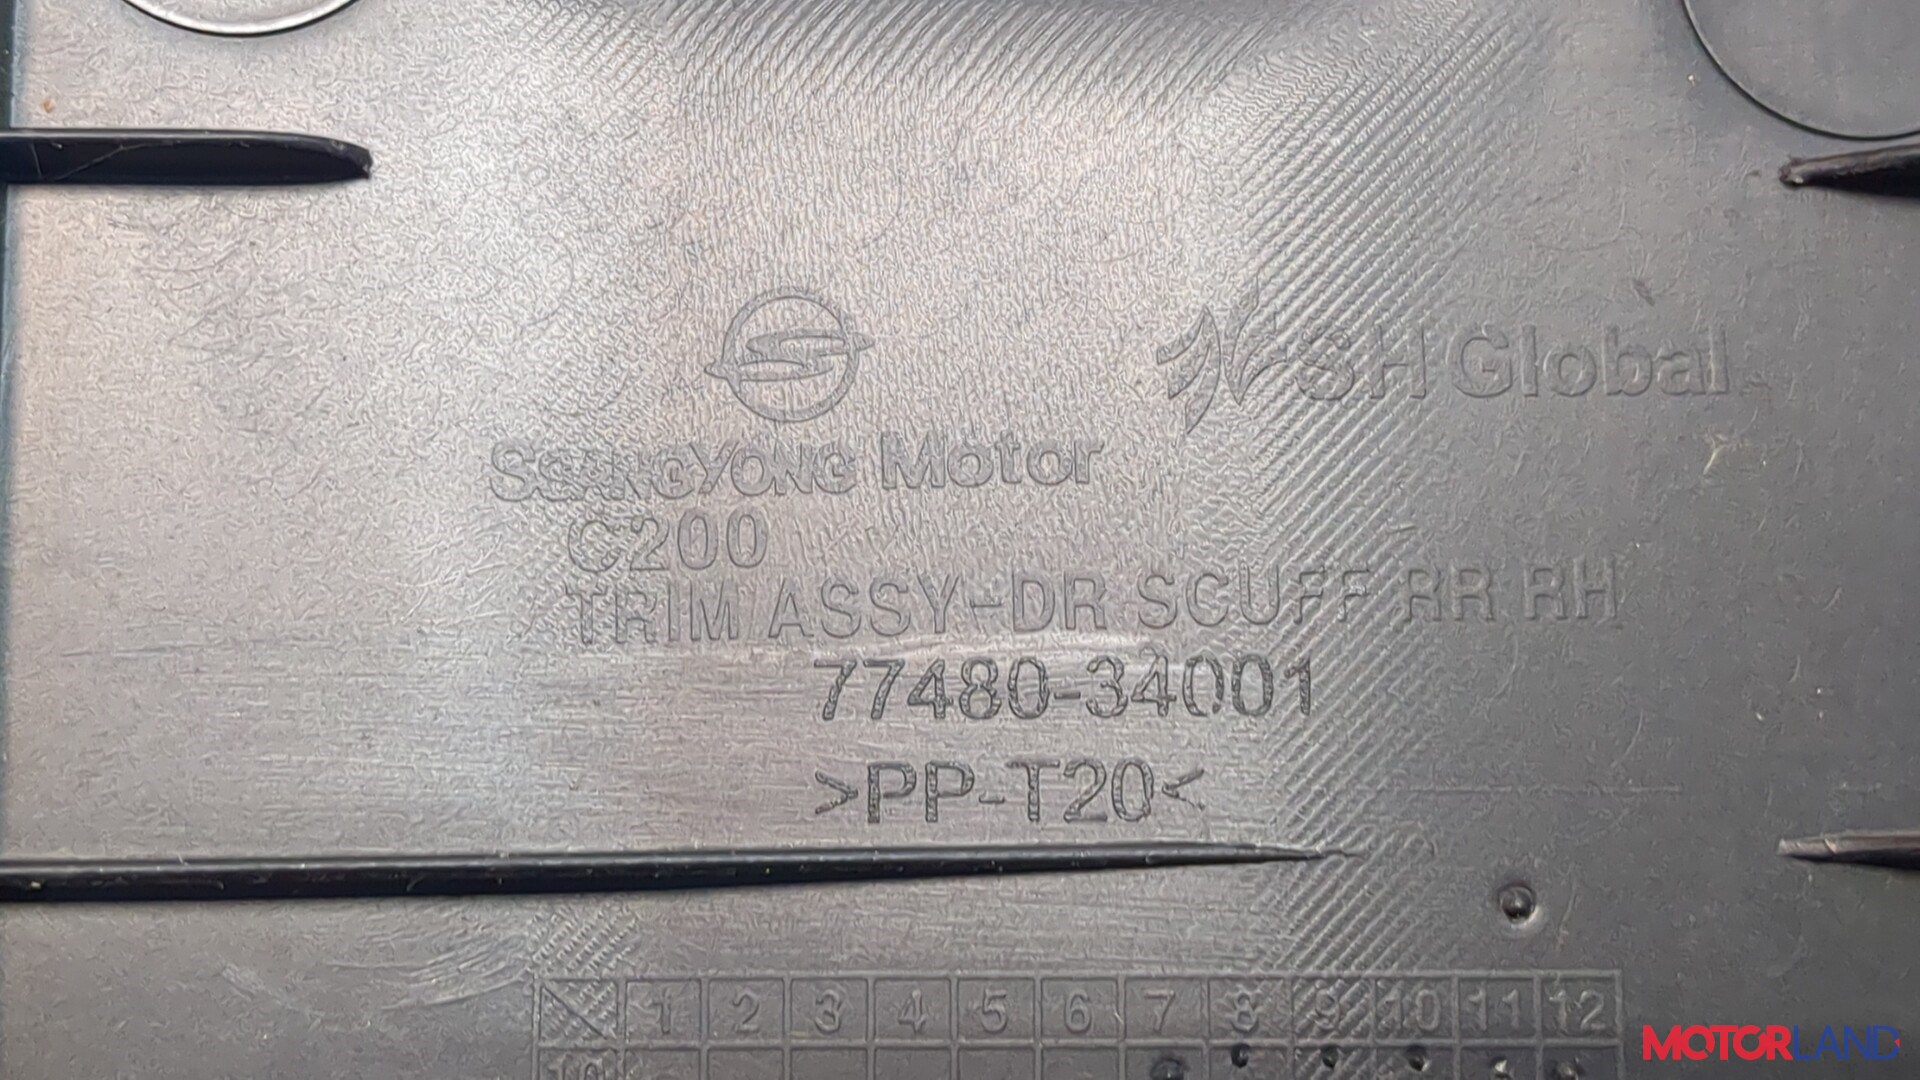 SSANGYONG Motor
SH Global
C200
TRIM ASSY-DR SCUFF RR RH
77480-34001
>PP-T20<
1 2 3 4 5 6 7 8 9 10 11 12
10
MOTORLAND